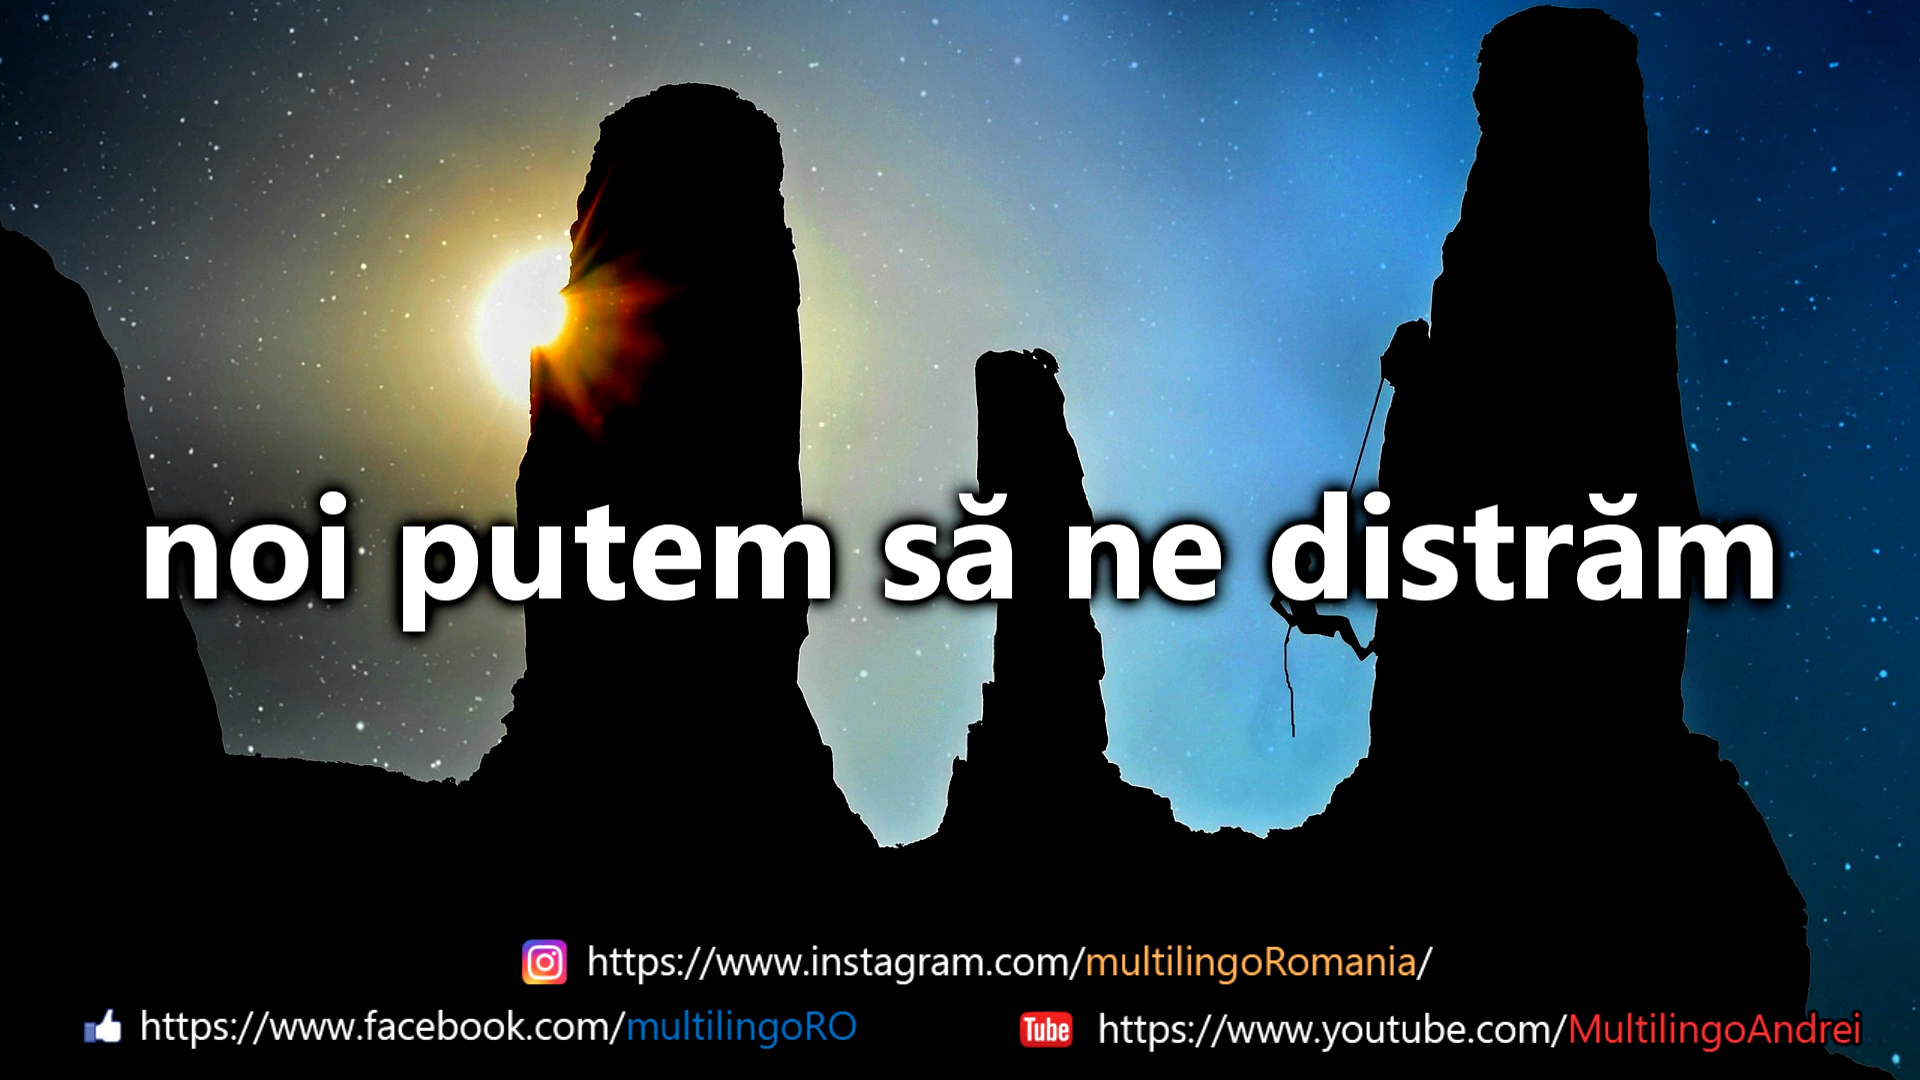 noi putem să ne distrăm
https://www.instagram.com/multilingoRomania/
https://www.facebook.com/multilingoRO
Tube https://www.youtube.com/MultilingoAndrei